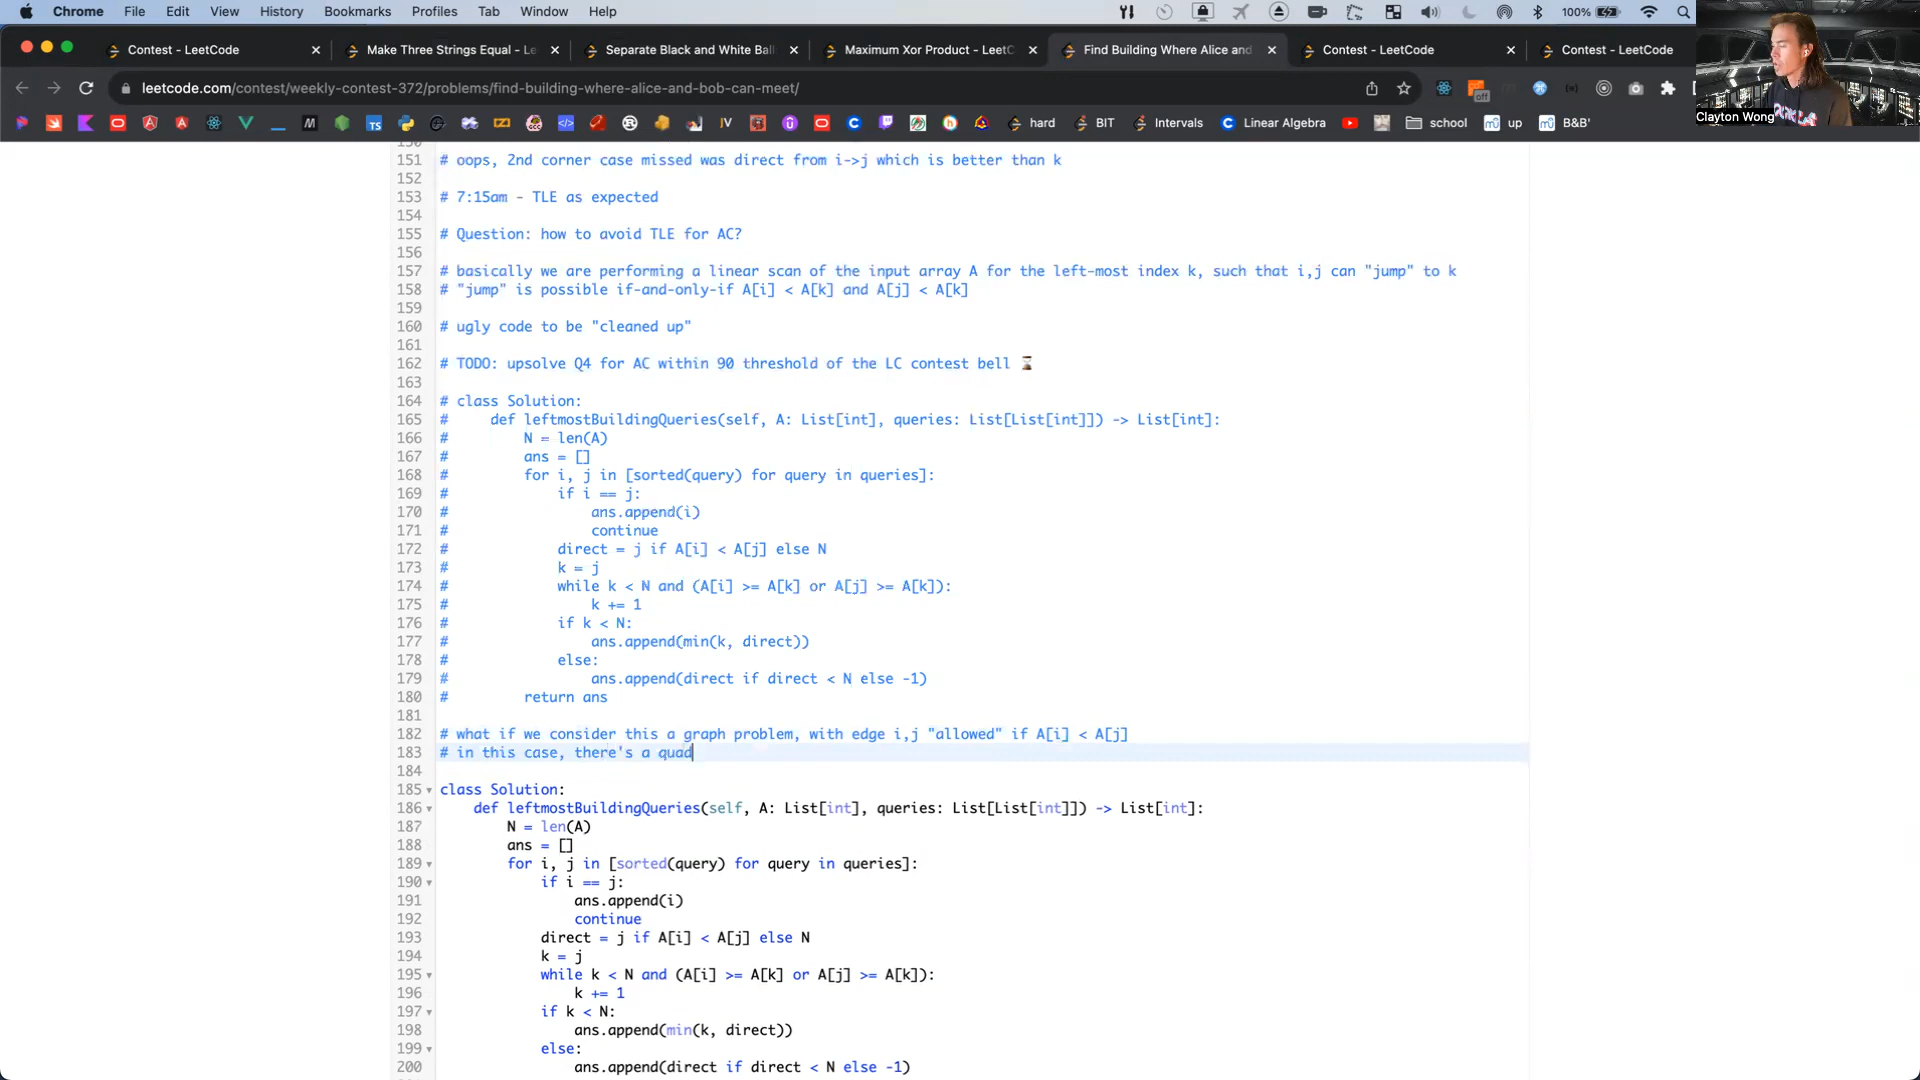 Chrome File Edit View History Bookmarks Profiles Tab Window Help 100%
Contest - LeetCode Make Three Strings Equal - Le Separate Black and White Ball Maximum Xor Product - LeetC Find Building Where Alice and Contest - LeetCode Contest - LeetCode
leetcode.com/contest/weekly-contest-372/problems/find-building-where-alice-and-bob-can-meet/
off
Clayton Wong
TS IV hard BIT Intervals Linear Algebra school up B&B'
150
151 # oops, 2nd corner case missed was direct from i->j which is better than k
152
153 # 7:15am - TLE as expected
154
155 # Question: how to avoid TLE for AC?
156
157 # basically we are performing a linear scan of the input array A for the left-most index k, such that i,j can "jump" to k
158 # "jump" is possible if-and-only-if A[i] < A[k] and A[j] < A[k]
159
160 # ugly code to be "cleaned up"
161
162 # TODO: upsolve Q4 for AC within 90 threshold of the LC contest bell ⌛
163
164 # class Solution:
165 #     def leftmostBuildingQueries(self, A: List[int], queries: List[List[int]]) -> List[int]:
166 #         N = len(A)
167 #         ans = []
168 #         for i, j in [sorted(query) for query in queries]:
169 #             if i == j:
170 #                 ans.append(i)
171 #                 continue
172 #             direct = j if A[i] < A[j] else N
173 #             k = j
174 #             while k < N and (A[i] >= A[k] or A[j] >= A[k]):
175 #                 k += 1
176 #             if k < N:
177 #                 ans.append(min(k, direct))
178 #             else:
179 #                 ans.append(direct if direct < N else -1)
180 #         return ans
181
182 # what if we consider this a graph problem, with edge i,j "allowed" if A[i] < A[j]
183 # in this case, there's a quad
184
185 class Solution:
186     def leftmostBuildingQueries(self, A: List[int], queries: List[List[int]]) -> List[int]:
187         N = len(A)
188         ans = []
189         for i, j in [sorted(query) for query in queries]:
190             if i == j:
191                 ans.append(i)
192                 continue
193             direct = j if A[i] < A[j] else N
194             k = j
195             while k < N and (A[i] >= A[k] or A[j] >= A[k]):
196                 k += 1
197             if k < N:
198                 ans.append(min(k, direct))
199             else:
200                 ans.append(direct if direct < N else -1)